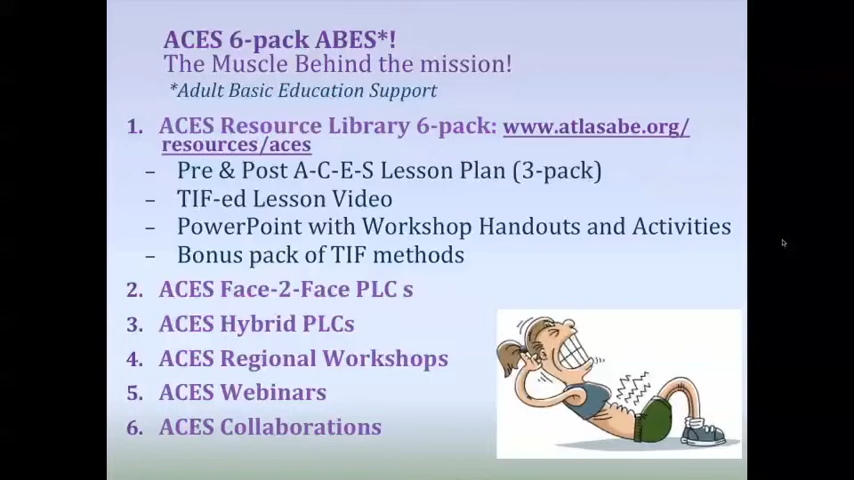 ACES 6-pack ABES*!
The Muscle Behind the mission!
*Adult Basic Education Support
1. ACES Resource Library 6-pack: www.atlasabe.org/
resources/aces
– Pre & Post A-C-E-S Lesson Plan (3-pack)
– TIF-ed Lesson Video
– PowerPoint with Workshop Handouts and Activities
– Bonus pack of TIF methods
2. ACES Face-2-Face PLC s
3. ACES Hybrid PLCs
4. ACES Regional Workshops
5. ACES Webinars
6. ACES Collaborations